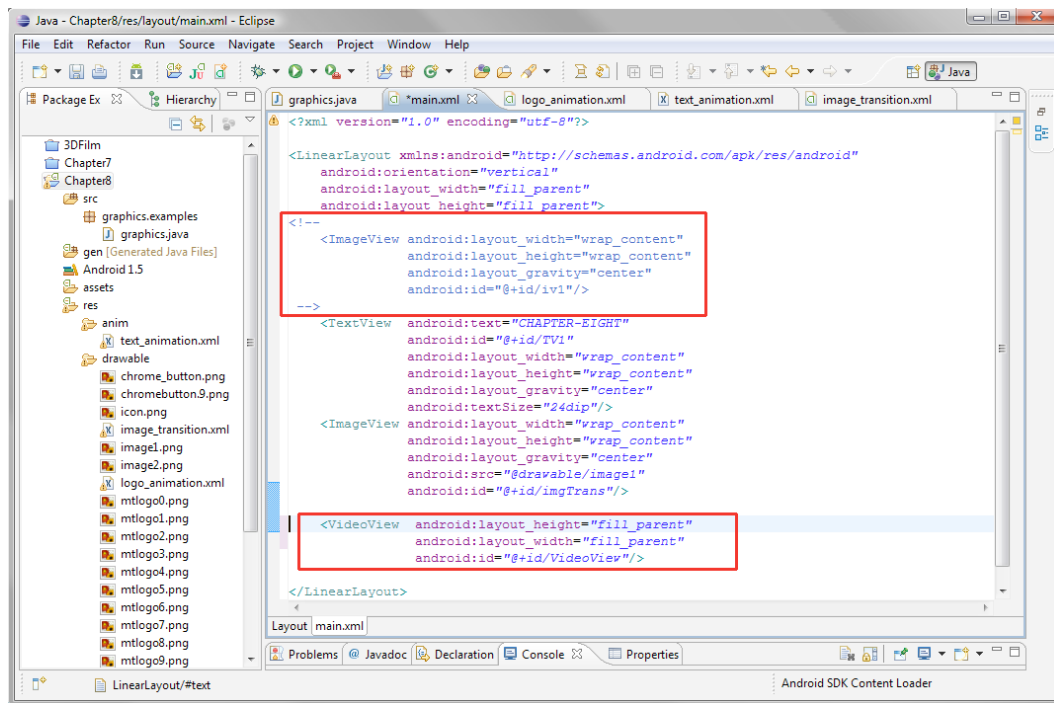 Java - Chapter8/res/layout/main.xml - Eclipse
File Edit Refactor Run Source Navigate Search Project Window Help
Java
Package Ex Hierarchy
graphics.java *main.xml logo_animation.xml text_animation.xml image_transition.xml
3DFilm
Chapter7
Chapter8
src
graphics.examples
graphics.java
gen [Generated Java Files]
Android 1.5
assets
res
anim
text_animation.xml
drawable
chrome_button.png
chromebutton.9.png
icon.png
image_transition.xml
image1.png
image2.png
logo_animation.xml
mtlogo0.png
mtlogo1.png
mtlogo2.png
mtlogo3.png
mtlogo4.png
mtlogo5.png
mtlogo6.png
mtlogo7.png
mtlogo8.png
mtlogo9.png
<?xml version="1.0" encoding="utf-8"?>
<LinearLayout xmlns:android="http://schemas.android.com/apk/res/android"
android:orientation="vertical"
android:layout_width="fill_parent"
android:layout_height="fill_parent">
<!--
<ImageView android:layout_width="wrap_content"
android:layout_height="wrap_content"
android:layout_gravity="center"
android:id="@+id/iv1"/>
-->
<TextView android:text="CHAPTER-EIGHT"
android:id="@+id/TV1"
android:layout_width="wrap_content"
android:layout_height="wrap_content"
android:layout_gravity="center"
android:textSize="24dip"/>
<ImageView android:layout_width="wrap_content"
android:layout_height="wrap_content"
android:layout_gravity="center"
android:src="@drawable/image1"
android:id="@+id/imgTrans"/>
<VideoView android:layout_height="fill_parent"
android:layout_width="fill_parent"
android:id="@+id/VideoView"/>
</LinearLayout>
Layout main.xml
Problems @ Javadoc Declaration Console Properties
LinearLayout/#text Android SDK Content Loader